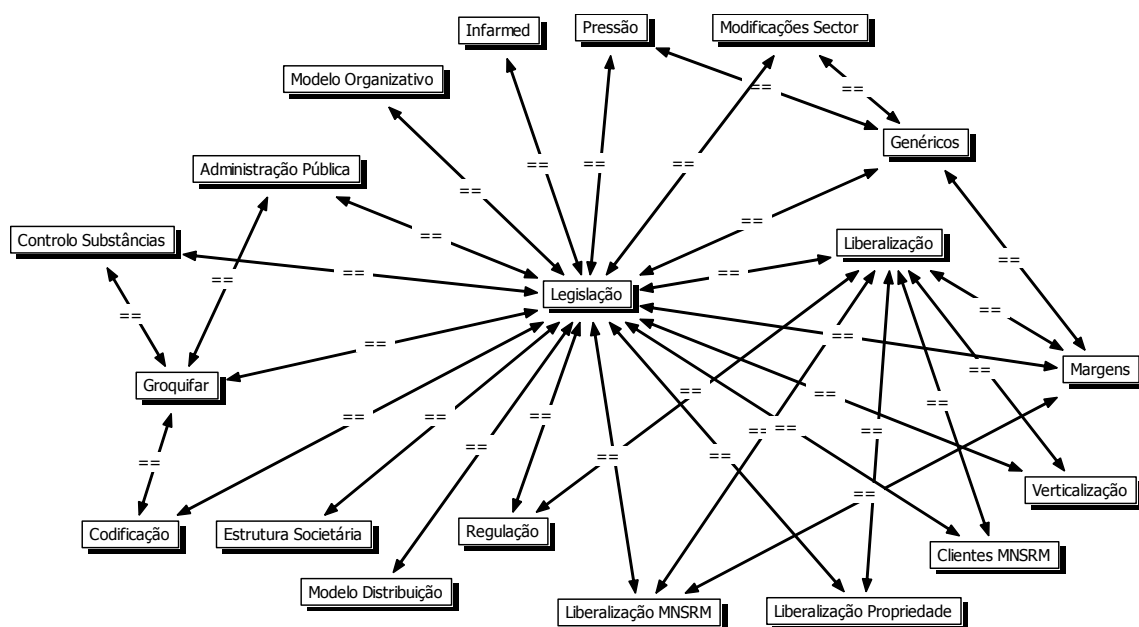 Infarmed
Pressão
Modificações Sector
Modelo Organizativo
==
==
Genéricos
==
==
==
Administração Pública
==
==
==
Controlo Substâncias
==
Liberalização
==
==
==
==
Legislação
==
==
==
Groquifar
Margens
==
==
==
==
==
==
==
==
==
==
==
==
==
==
Verticalização
==
Codificação
Estrutura Societária
Regulação
Clientes MNSRM
Modelo Distribuição
Liberalização MNSRM
Liberalização Propriedade